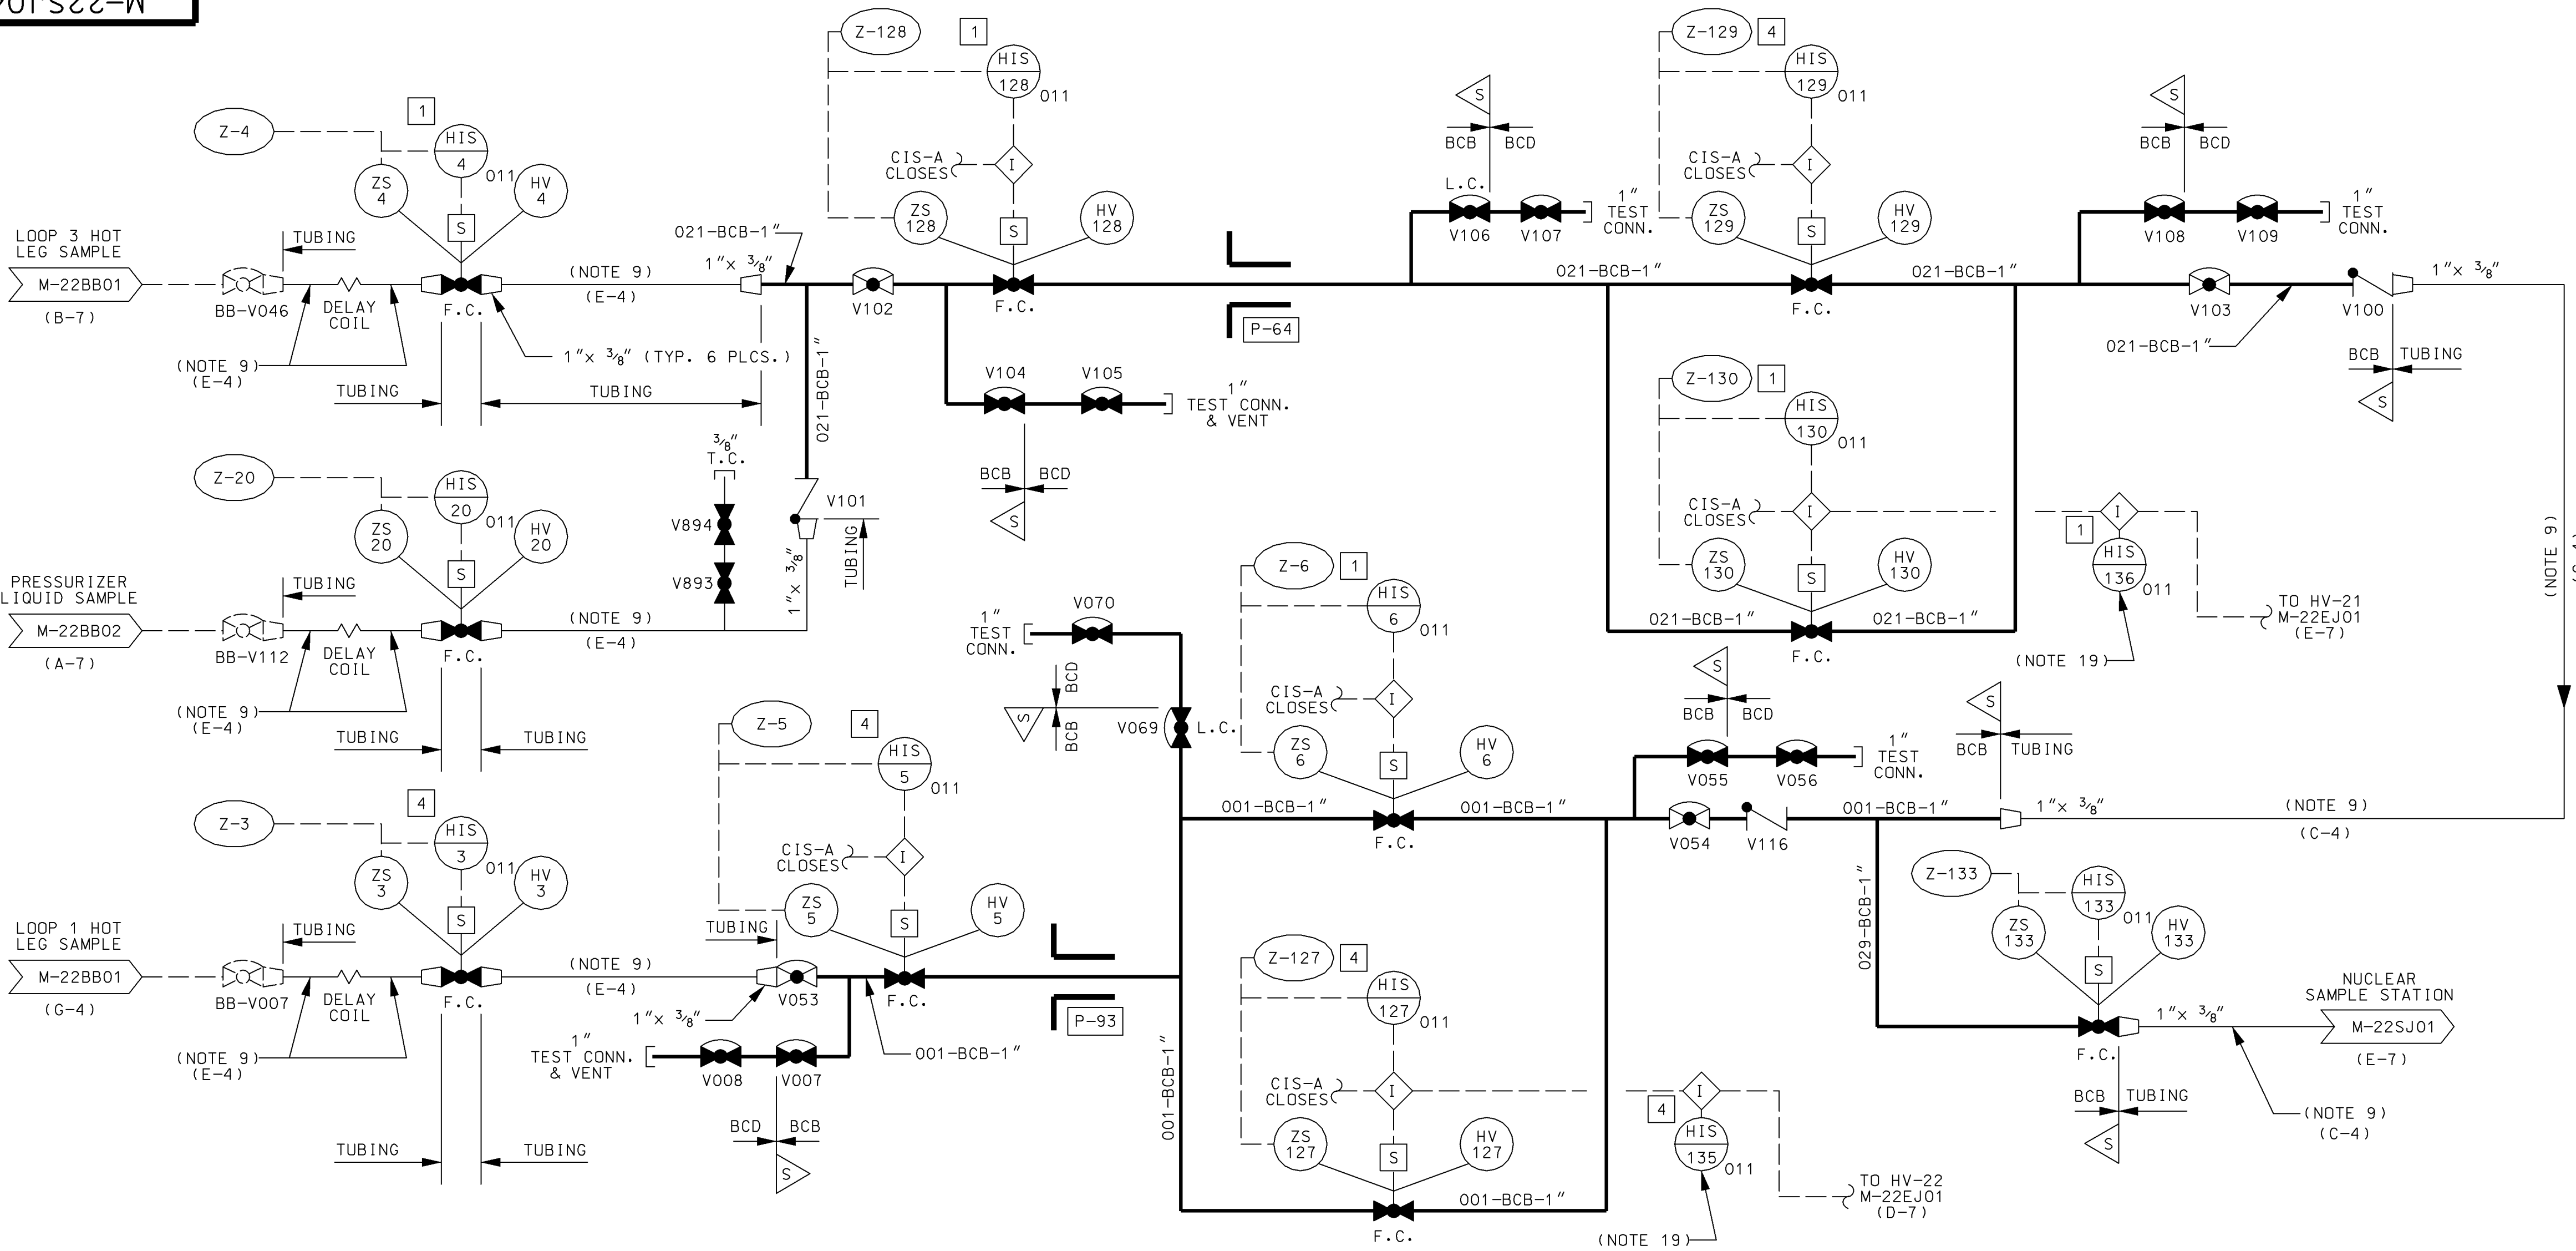 M-22SJ04
Z-128
1
HIS
128
011
CIS-A
CLOSES
I
ZS
128
S
HV
128
F.C.
Z-129
4
HIS
129
011
CIS-A
CLOSES
I
ZS
129
S
HV
129
F.C.
Z-4
1
HIS
4
011
ZS
4
HV
4
S
LOOP 3 HOT
LEG SAMPLE
M-22BB01
(B-7)
TUBING
BB-V046
DELAY
COIL
(NOTE 9)
(E-4)
F.C.
(NOTE 9)
(E-4)
1"x 3/8" (TYP. 6 PLCS.)
TUBING
TUBING
021-BCB-1"
1"x 3/8"
021-BCB-1"
V102
V104
V105
1"
TEST CONN.
& VENT
BCB
BCD
S
P-64
S
BCB
BCD
L.C.
V106
V107
1"
TEST
CONN.
021-BCB-1"
021-BCB-1"
S
BCB
BCD
V108
V109
1"
TEST
CONN.
V103
V100
1"x 3/8"
021-BCB-1"
BCB
TUBING
S
Z-130
1
HIS
130
011
CIS-A
CLOSES
I
ZS
130
S
HV
130
021-BCB-1"
021-BCB-1"
F.C.
I
1
HIS
136
011
(NOTE 19)
TO HV-21
M-22EJ01
(E-7)
(NOTE 9)
Z-20
HIS
20
011
ZS
20
HV
20
S
PRESSURIZER
LIQUID SAMPLE
M-22BB02
(A-7)
TUBING
BB-V112
DELAY
COIL
(NOTE 9)
(E-4)
F.C.
(NOTE 9)
(E-4)
TUBING
TUBING
3/8"
T.C.
V894
V893
V101
1"x 3/8"
TUBING
V070
1"
TEST
CONN.
BCD
BCB
S
V069
L.C.
Z-6
1
HIS
6
011
CIS-A
CLOSES
I
ZS
6
S
HV
6
001-BCB-1"
001-BCB-1"
F.C.
S
BCB
BCD
V055
V056
1"
TEST
CONN.
S
BCB
TUBING
V054
V116
001-BCB-1"
1"x 3/8"
(NOTE 9)
(C-4)
Z-3
4
HIS
3
011
ZS
3
HV
3
S
LOOP 1 HOT
LEG SAMPLE
M-22BB01
(G-4)
TUBING
BB-V007
DELAY
COIL
(NOTE 9)
(E-4)
F.C.
(NOTE 9)
(E-4)
TUBING
TUBING
Z-5
4
HIS
5
011
CIS-A
CLOSES
I
ZS
5
S
HV
5
TUBING
V053
F.C.
1"x 3/8"
1"
TEST CONN.
& VENT
V008
V007
001-BCB-1"
BCD
BCB
S
P-93
001-BCB-1"
Z-127
4
HIS
127
011
CIS-A
CLOSES
I
ZS
127
S
HV
127
001-BCB-1"
F.C.
I
4
HIS
135
011
(NOTE 19)
TO HV-22
M-22EJ01
(D-7)
029-BCB-1"
Z-133
HIS
133
011
ZS
133
HV
133
S
F.C.
1"x 3/8"
NUCLEAR
SAMPLE STATION
M-22SJ01
(E-7)
BCB
TUBING
S
(NOTE 9)
(C-4)